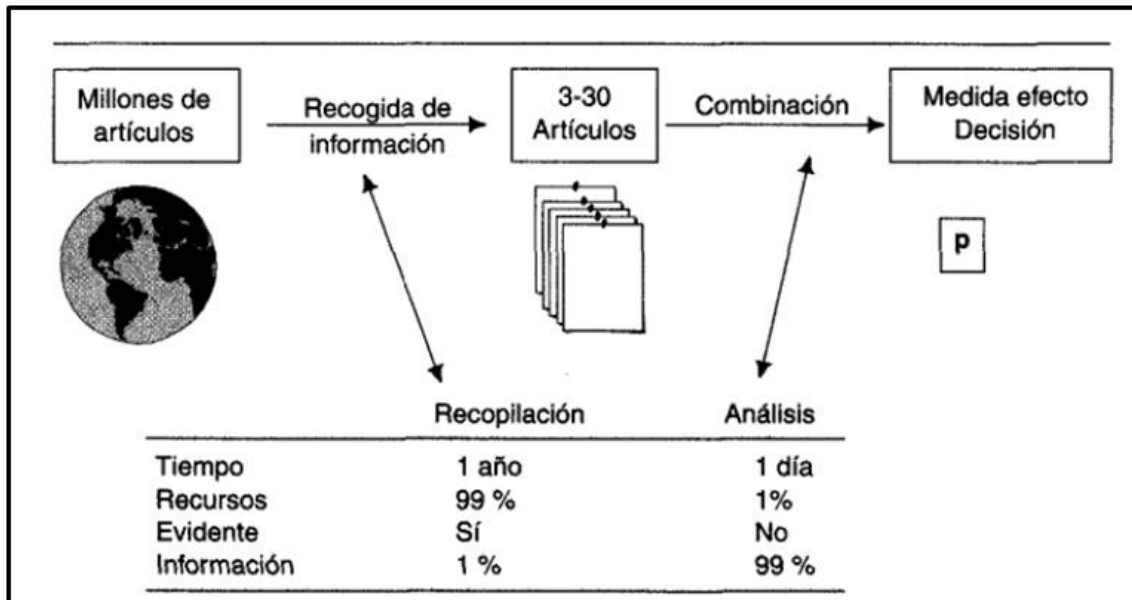 Millones de
artículos
Recogida de
información
3-30
Artículos
Combinación
Medida efecto
Decisión
p
Recopilación Análisis
Tiempo 1 año 1 día
Recursos 99 % 1%
Evidente Sí No
Información 1 % 99 %